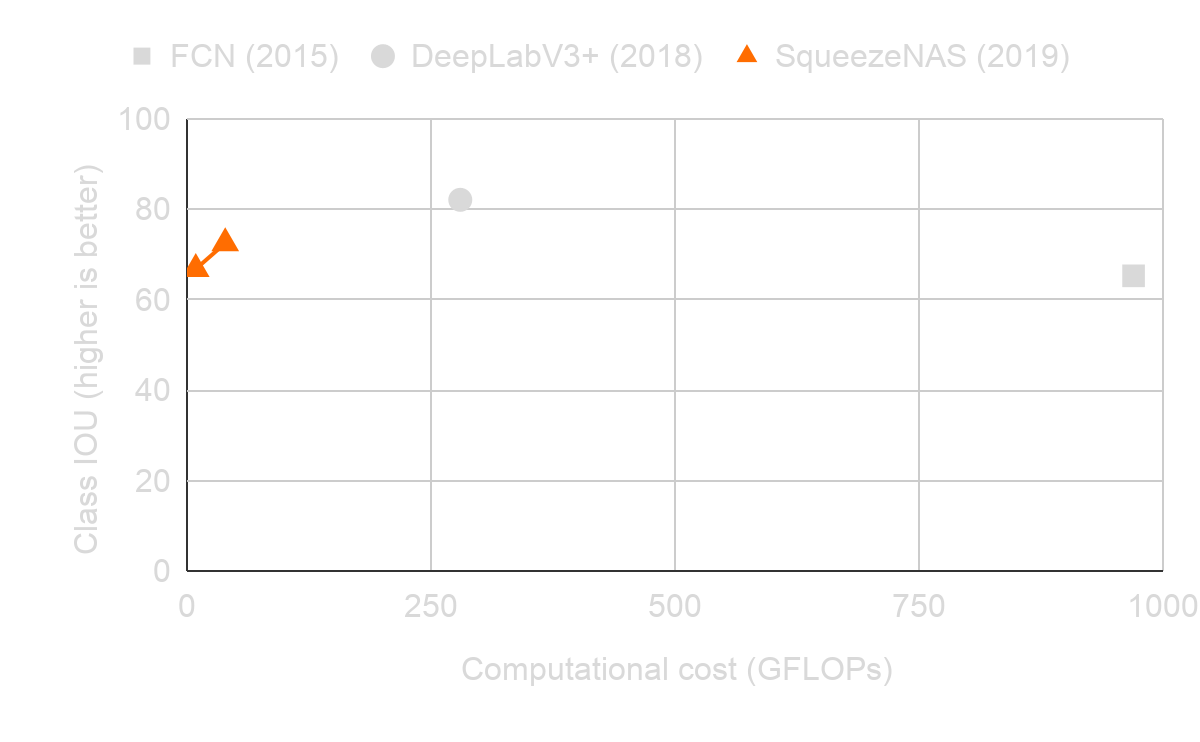 FCN (2015) DeepLabV3+ (2018) SqueezeNAS (2019)
Class IOU (higher is better)
100
80
60
40
20
0
0 250 500 750 1000
Computational cost (GFLOPs)